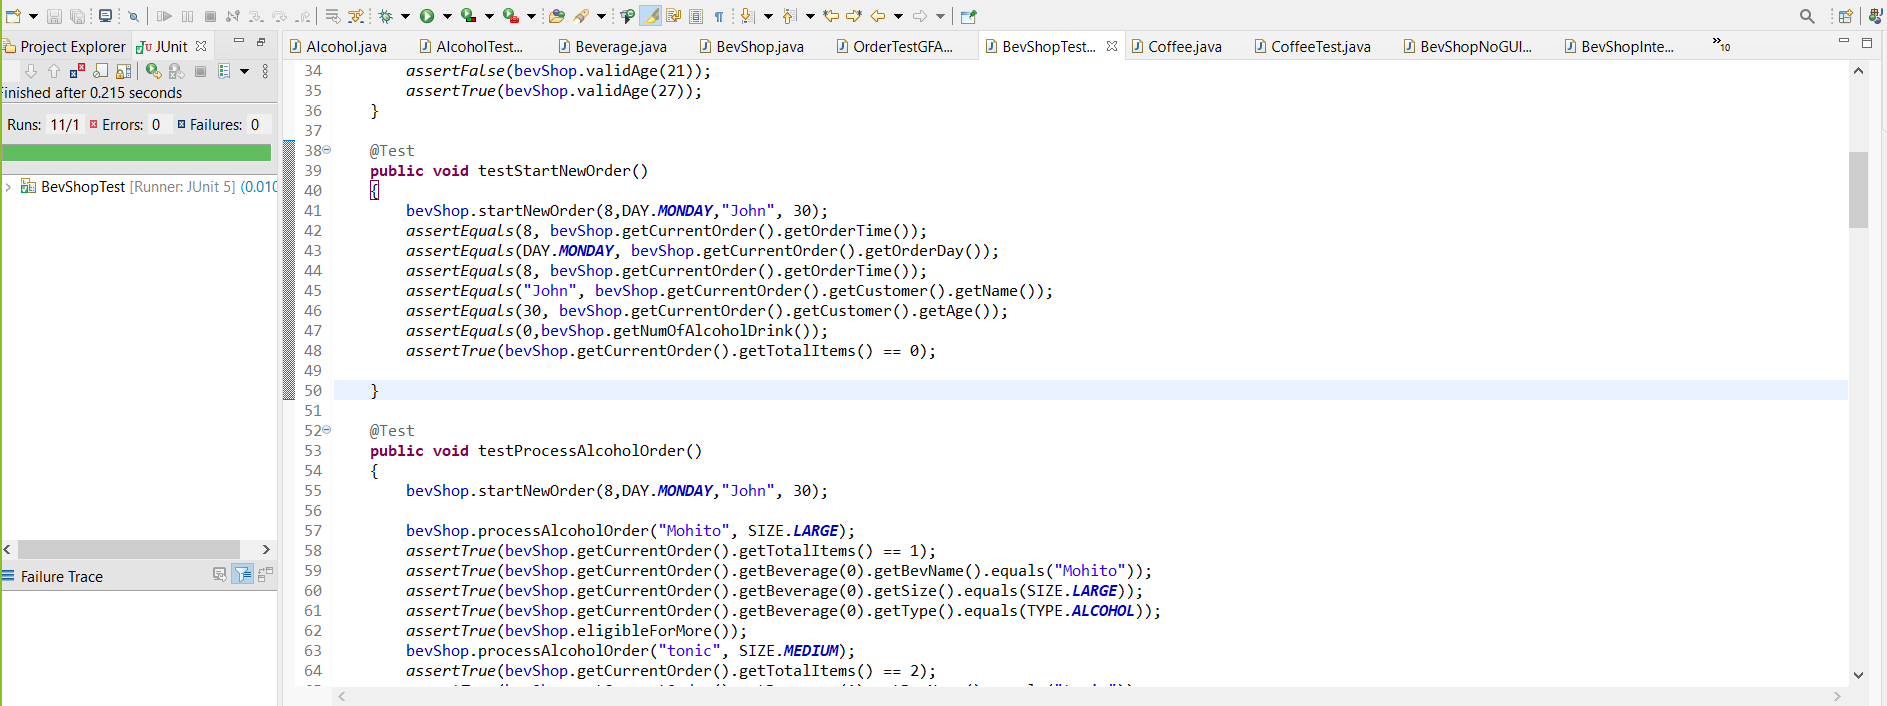 Project Explorer JUnit
Finished after 0.215 seconds
Runs: 11/1 Errors: 0 Failures: 0
BevShopTest [Runner: JUnit 5] (0.010
Failure Trace
Alcohol.java AlcoholTest... Beverage.java BevShop.java OrderTestGFA... BevShopTest... Coffee.java CoffeeTest.java BevShopNoGUI... BevShopInte... »10
34 assertFalse(bevShop.validAge(21));
35 assertTrue(bevShop.validAge(27));
36 }
37
38 @Test
39 public void testStartNewOrder()
40 {
41 bevShop.startNewOrder(8,DAY.MONDAY,"John", 30);
42 assertEquals(8, bevShop.getCurrentOrder().getOrderTime());
43 assertEquals(DAY.MONDAY, bevShop.getCurrentOrder().getOrderDay());
44 assertEquals(8, bevShop.getCurrentOrder().getOrderTime());
45 assertEquals("John", bevShop.getCurrentOrder().getCustomer().getName());
46 assertEquals(30, bevShop.getCurrentOrder().getCustomer().getAge());
47 assertEquals(0,bevShop.getNumOfAlcoholDrink());
48 assertTrue(bevShop.getCurrentOrder().getTotalItems() == 0);
49
50 }
51
52 @Test
53 public void testProcessAlcoholOrder()
54 {
55 bevShop.startNewOrder(8,DAY.MONDAY,"John", 30);
56
57 bevShop.processAlcoholOrder("Mohito", SIZE.LARGE);
58 assertTrue(bevShop.getCurrentOrder().getTotalItems() == 1);
59 assertTrue(bevShop.getCurrentOrder().getBeverage(0).getBevName().equals("Mohito"));
60 assertTrue(bevShop.getCurrentOrder().getBeverage(0).getSize().equals(SIZE.LARGE));
61 assertTrue(bevShop.getCurrentOrder().getBeverage(0).getType().equals(TYPE.ALCOHOL));
62 assertTrue(bevShop.eligibleForMore());
63 bevShop.processAlcoholOrder("tonic", SIZE.MEDIUM);
64 assertTrue(bevShop.getCurrentOrder().getTotalItems() == 2);